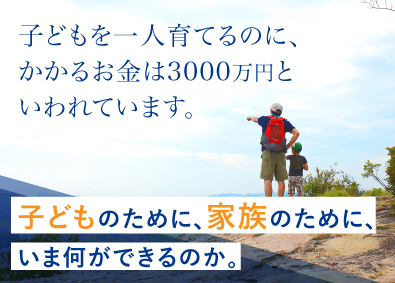 子どもを一人育てるのに、
かかるお金は3000万円と
いわれています。
子どものために、家族のために、
いま何ができるのか。